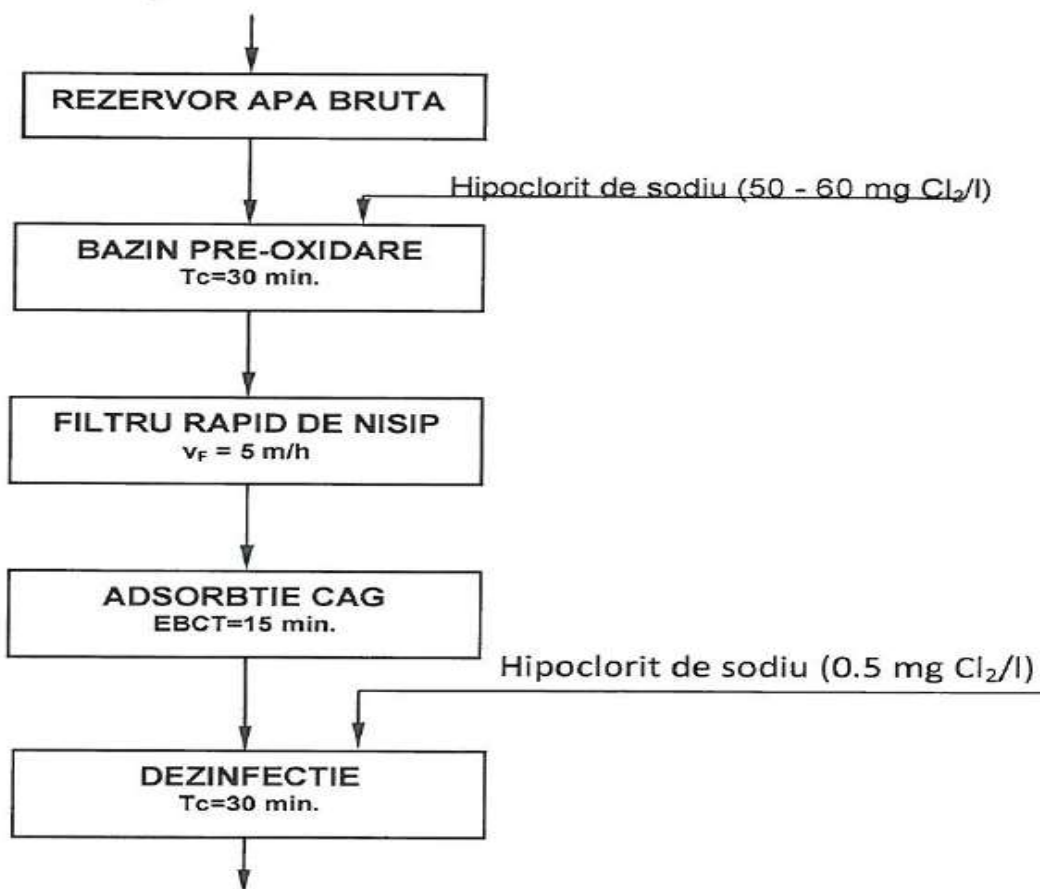 REZERVOR APA BRUTA
Hipoclorit de sodiu (50 - 60 mg Cl₂/l)
BAZIN PRE-OXIDARE
Tc=30 min.
FILTRU RAPID DE NISIP
v_F = 5 m/h
ADSORBTIE CAG
EBCT=15 min.
Hipoclorit de sodiu (0.5 mg Cl₂/l)
DEZINFECTIE
Tc=30 min.